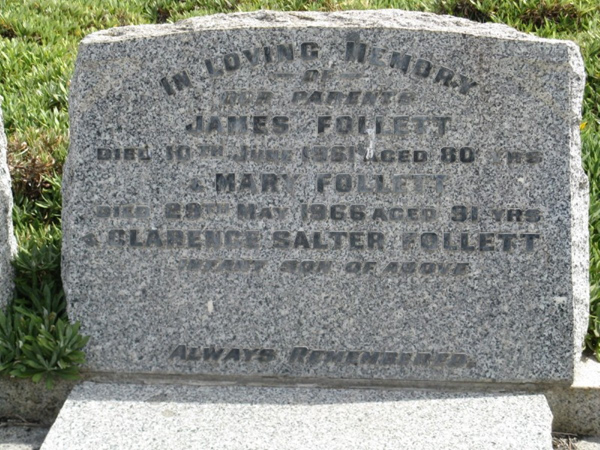 IN LOVING MEMORY
OF
OUR PARENTS
JAMES FOLLETT
DIED 10TH JUNE 1951 AGED 80 YRS
& MARY FOLLETT
DIED 29TH MAY 1966 AGED 91 YRS
& CLARENCE SALTER FOLLETT
INFANT SON OF ABOVE
ALWAYS REMEMBERED.